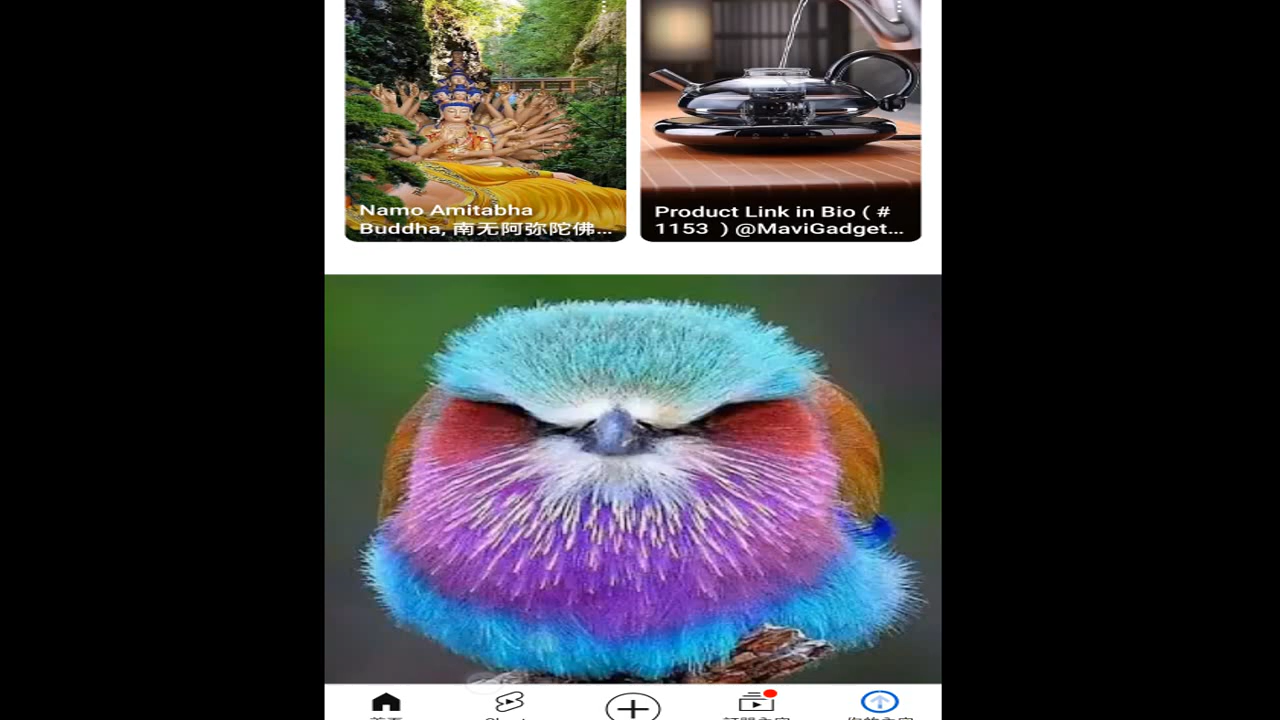 Namo Amitabha
Buddha, 南无阿弥陀佛...
Product Link in Bio ( #
1153 ) @MaviGadget...